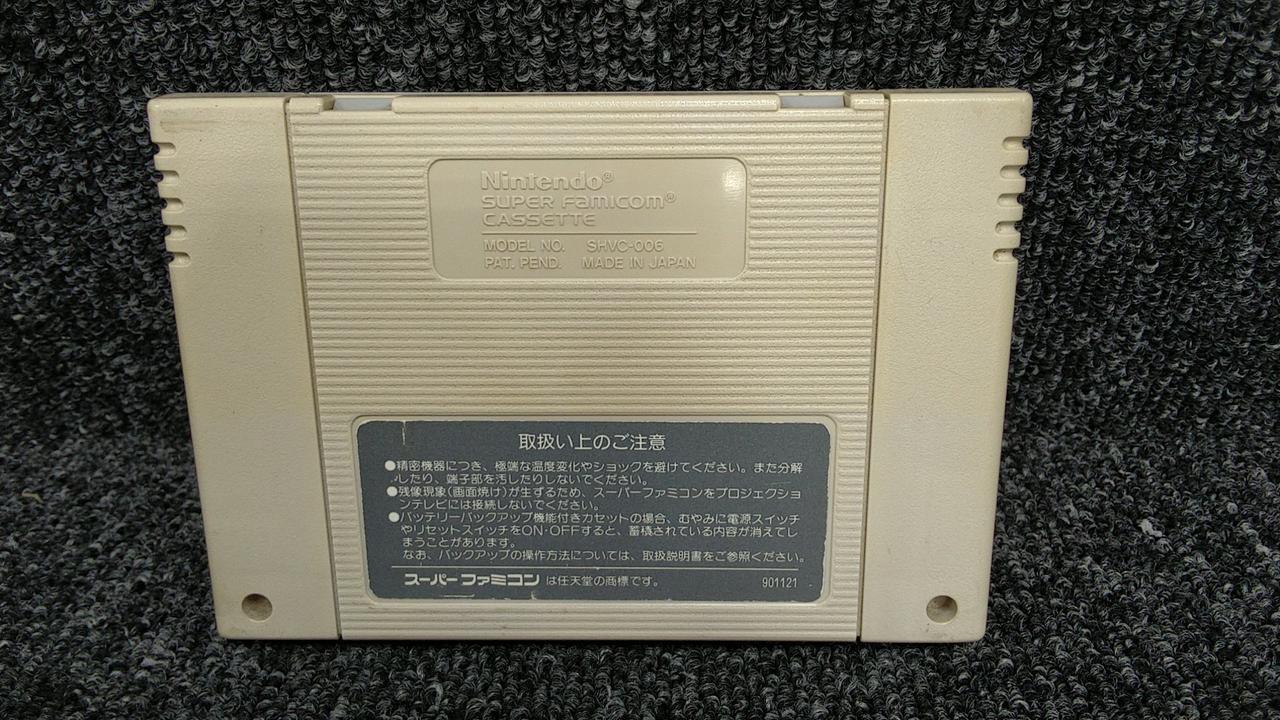 Nintendo®
SUPER FAMICOM®
CASSETTE
MODEL NO. SHVC-006
PAT. PEND. MADE IN JAPAN
取扱い上のご注意
●精密機器につき、極端な温度変化やショックを避けてください。また分解
したり、端子部を汚したりしないでください。
●残像現象(画面焼け)が生ずるため、スーパーファミコンをプロジェクショ
ンテレビには接続しないでください。
●バッテリーバックアップ機能付きカセットの場合、むやみに電源スイッチ
やリセットスイッチをON・OFFすると、蓄積されている内容が消えてし
まうことがあります。
なお、バックアップの操作方法については、取扱説明書をご参照ください。
スーパーファミコン は任天堂の商標です。 901121